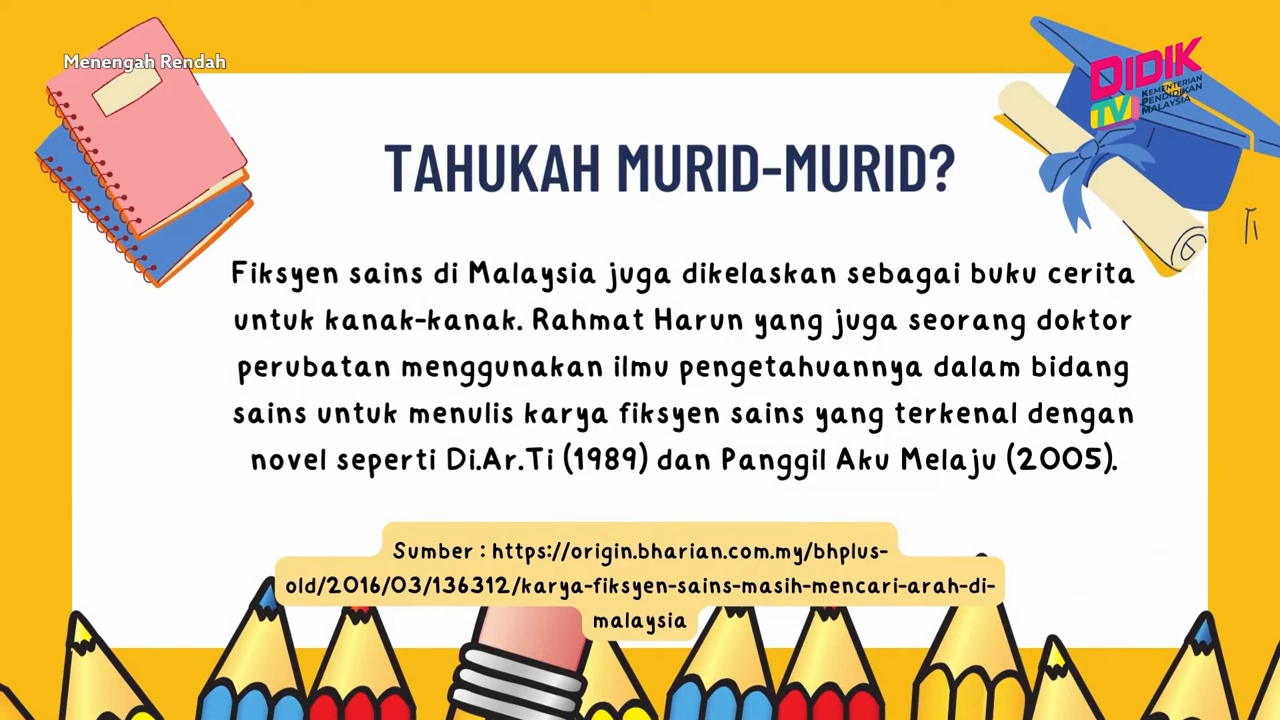 Menengah Rendah
DIDIK
TV
KEMENTERIAN
PENDIDIKAN
MALAYSIA
TAHUKAH MURID-MURID?
Fiksyen sains di Malaysia juga dikelaskan sebagai buku cerita
untuk kanak-kanak. Rahmat Harun yang juga seorang doktor
perubatan menggunakan ilmu pengetahuannya dalam bidang
sains untuk menulis karya fiksyen sains yang terkenal dengan
novel seperti Di.Ar.Ti (1989) dan Panggil Aku Melaju (2005).
Sumber : https://origin.bharian.com.my/bhplus-
old/2016/03/136312/karya-fiksyen-sains-masih-mencari-arah-di-
malaysia